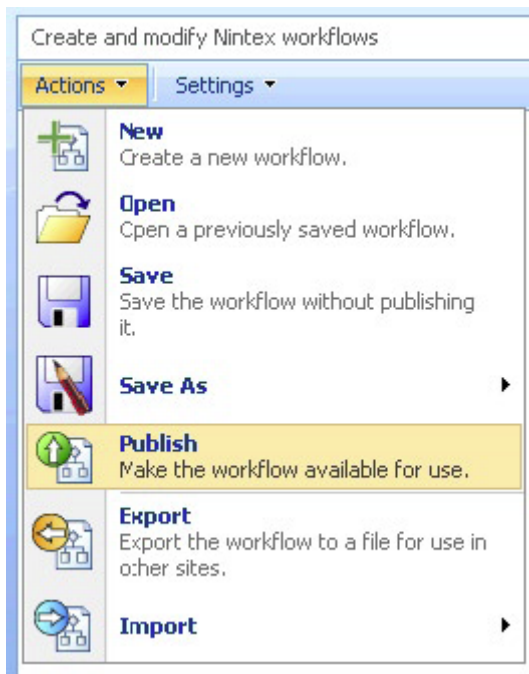 Create and modify Nintex workflows
Actions Settings
New
Create a new workflow.
Open
Open a previously saved workflow.
Save
Save the workflow without publishing
it.
Save As
Publish
Make the workflow available for use.
Export
Export the workflow to a file for use in
other sites.
Import